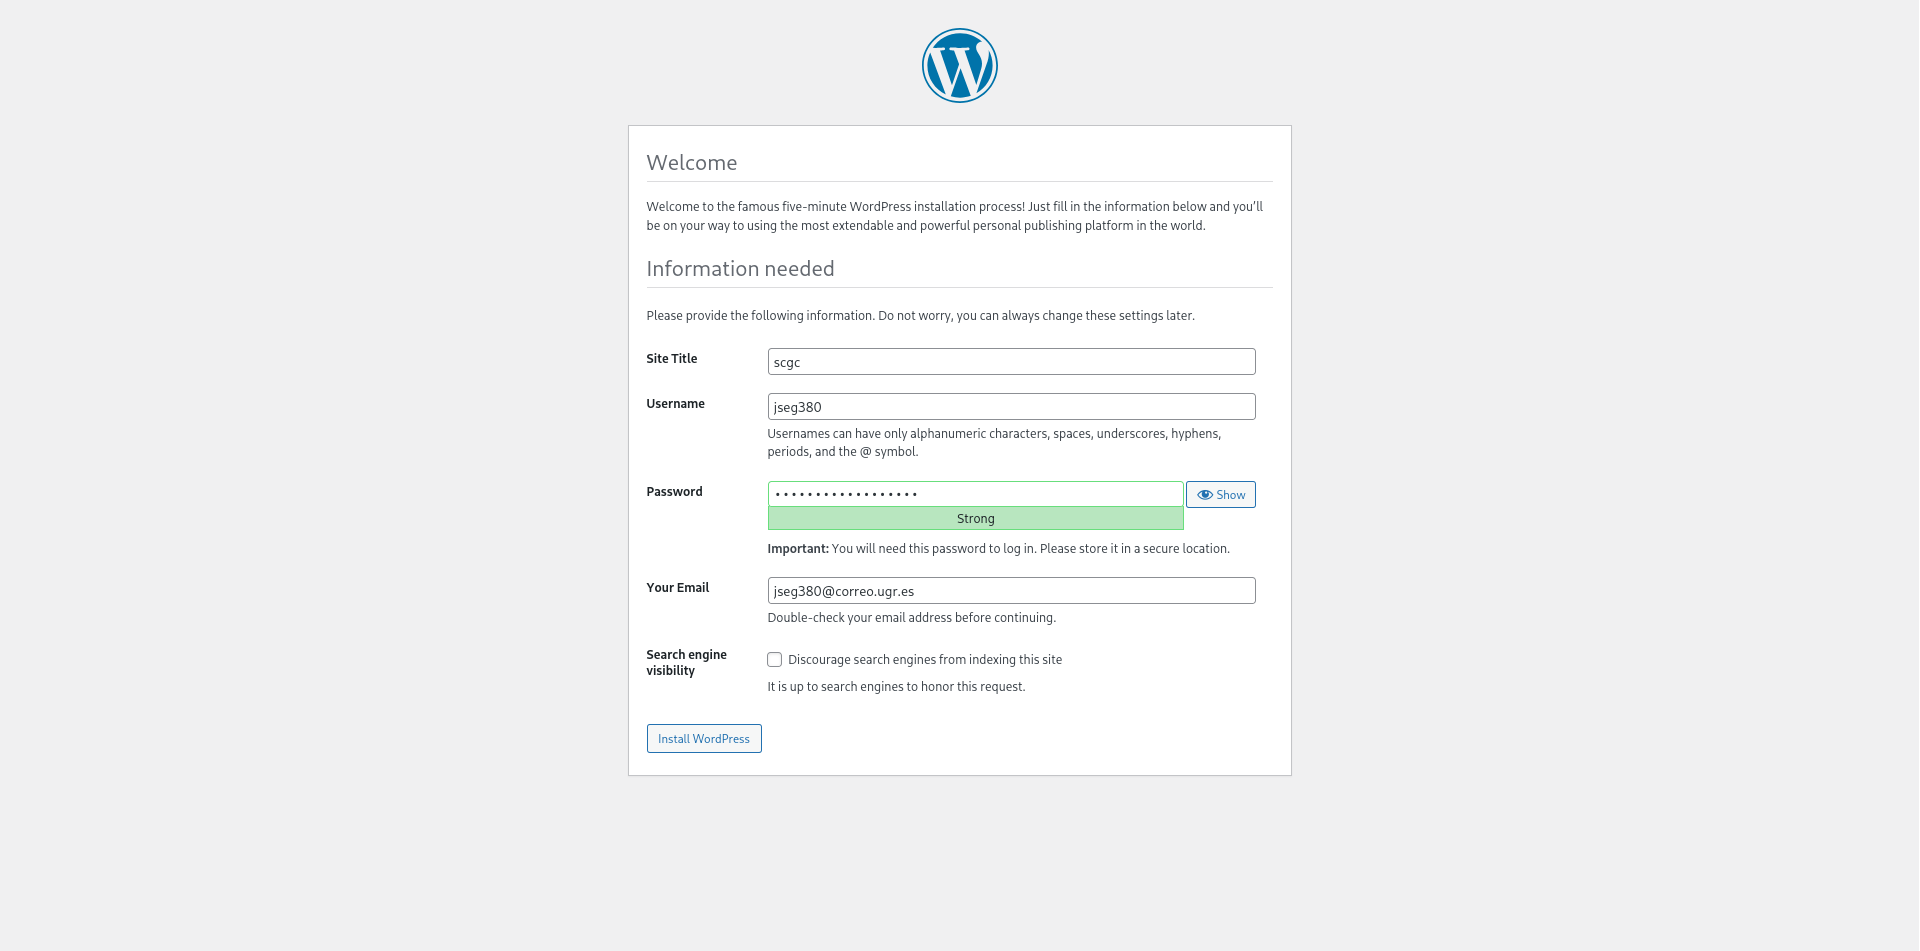 Welcome
Welcome to the famous five-minute WordPress installation process! Just fill in the information below and you’ll
be on your way to using the most extendable and powerful personal publishing platform in the world.
Information needed
Please provide the following information. Do not worry, you can always change these settings later.
Site Title
scgc
Username
jseg380
Usernames can have only alphanumeric characters, spaces, underscores, hyphens,
periods, and the @ symbol.
Password
••••••••••••••••••
Show
Strong
Important: You will need this password to log in. Please store it in a secure location.
Your Email
jseg380@correo.ugr.es
Double-check your email address before continuing.
Search engine
visibility
Discourage search engines from indexing this site
It is up to search engines to honor this request.
Install WordPress